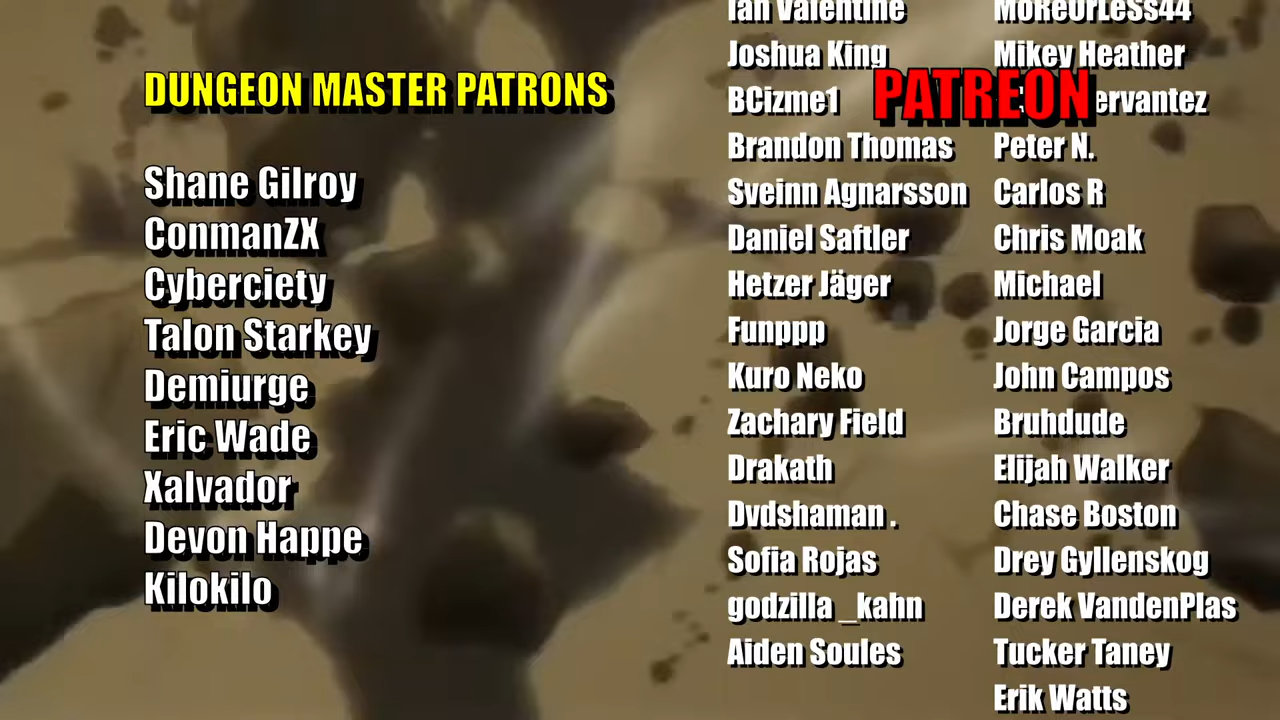 DUNGEON MASTER PATRONS
Shane Gilroy
ConmanZX
Cyberciety
Talon Starkey
Demiurge
Eric Wade
Xalvador
Devon Happe
Kilokilo
PATREON
Ian Valentine
Joshua King
BCizme1
Brandon Thomas
Sveinn Agnarsson
Daniel Saftler
Hetzer Jäger
Funppp
Kuro Neko
Zachary Field
Drakath
Dvdshaman .
Sofia Rojas
godzilla _kahn
Aiden Soules
MoReOrLeSs44
Mikey Heather
ervantez
Peter N.
Carlos R
Chris Moak
Michael
Jorge Garcia
John Campos
Bruhdude
Elijah Walker
Chase Boston
Drey Gyllenskog
Derek VandenPlas
Tucker Taney
Erik Watts